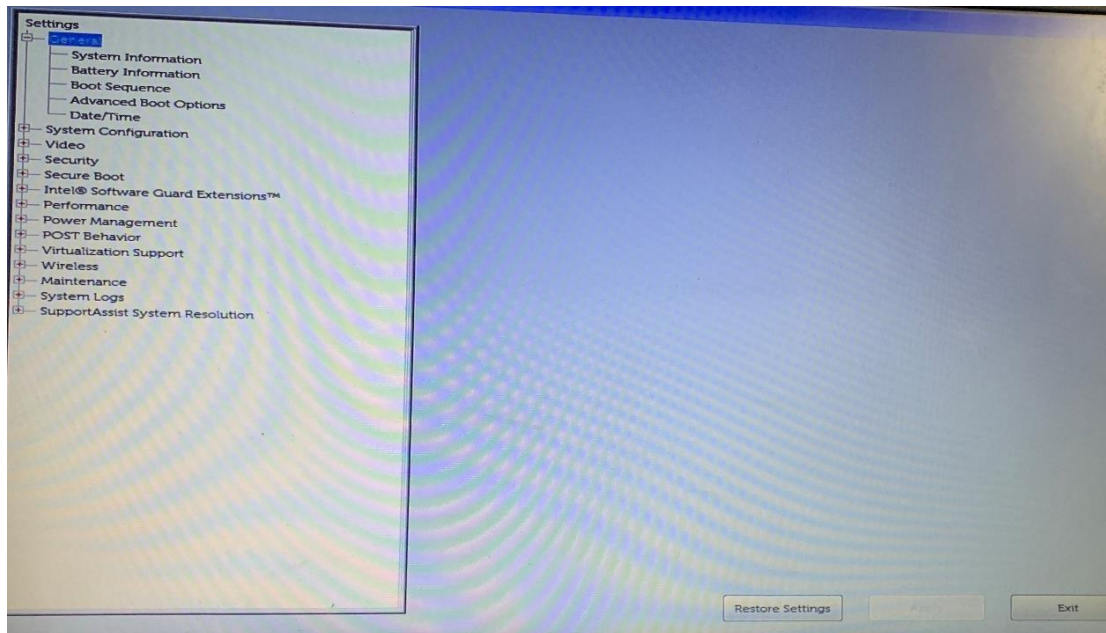 Settings
General
System Information
Battery Information
Boot Sequence
Advanced Boot Options
Date/Time
System Configuration
Video
Security
Secure Boot
Intel® Software Guard Extensions™
Performance
Power Management
POST Behavior
Virtualization Support
Wireless
Maintenance
System Logs
SupportAssist System Resolution
Restore Settings
Apply
Exit